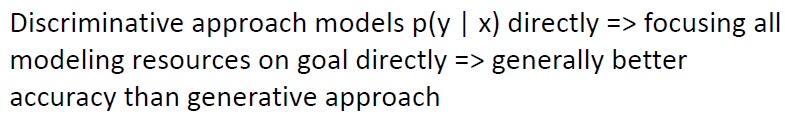 Discriminative approach models p(y | x) directly => focusing all
modeling resources on goal directly => generally better
accuracy than generative approach